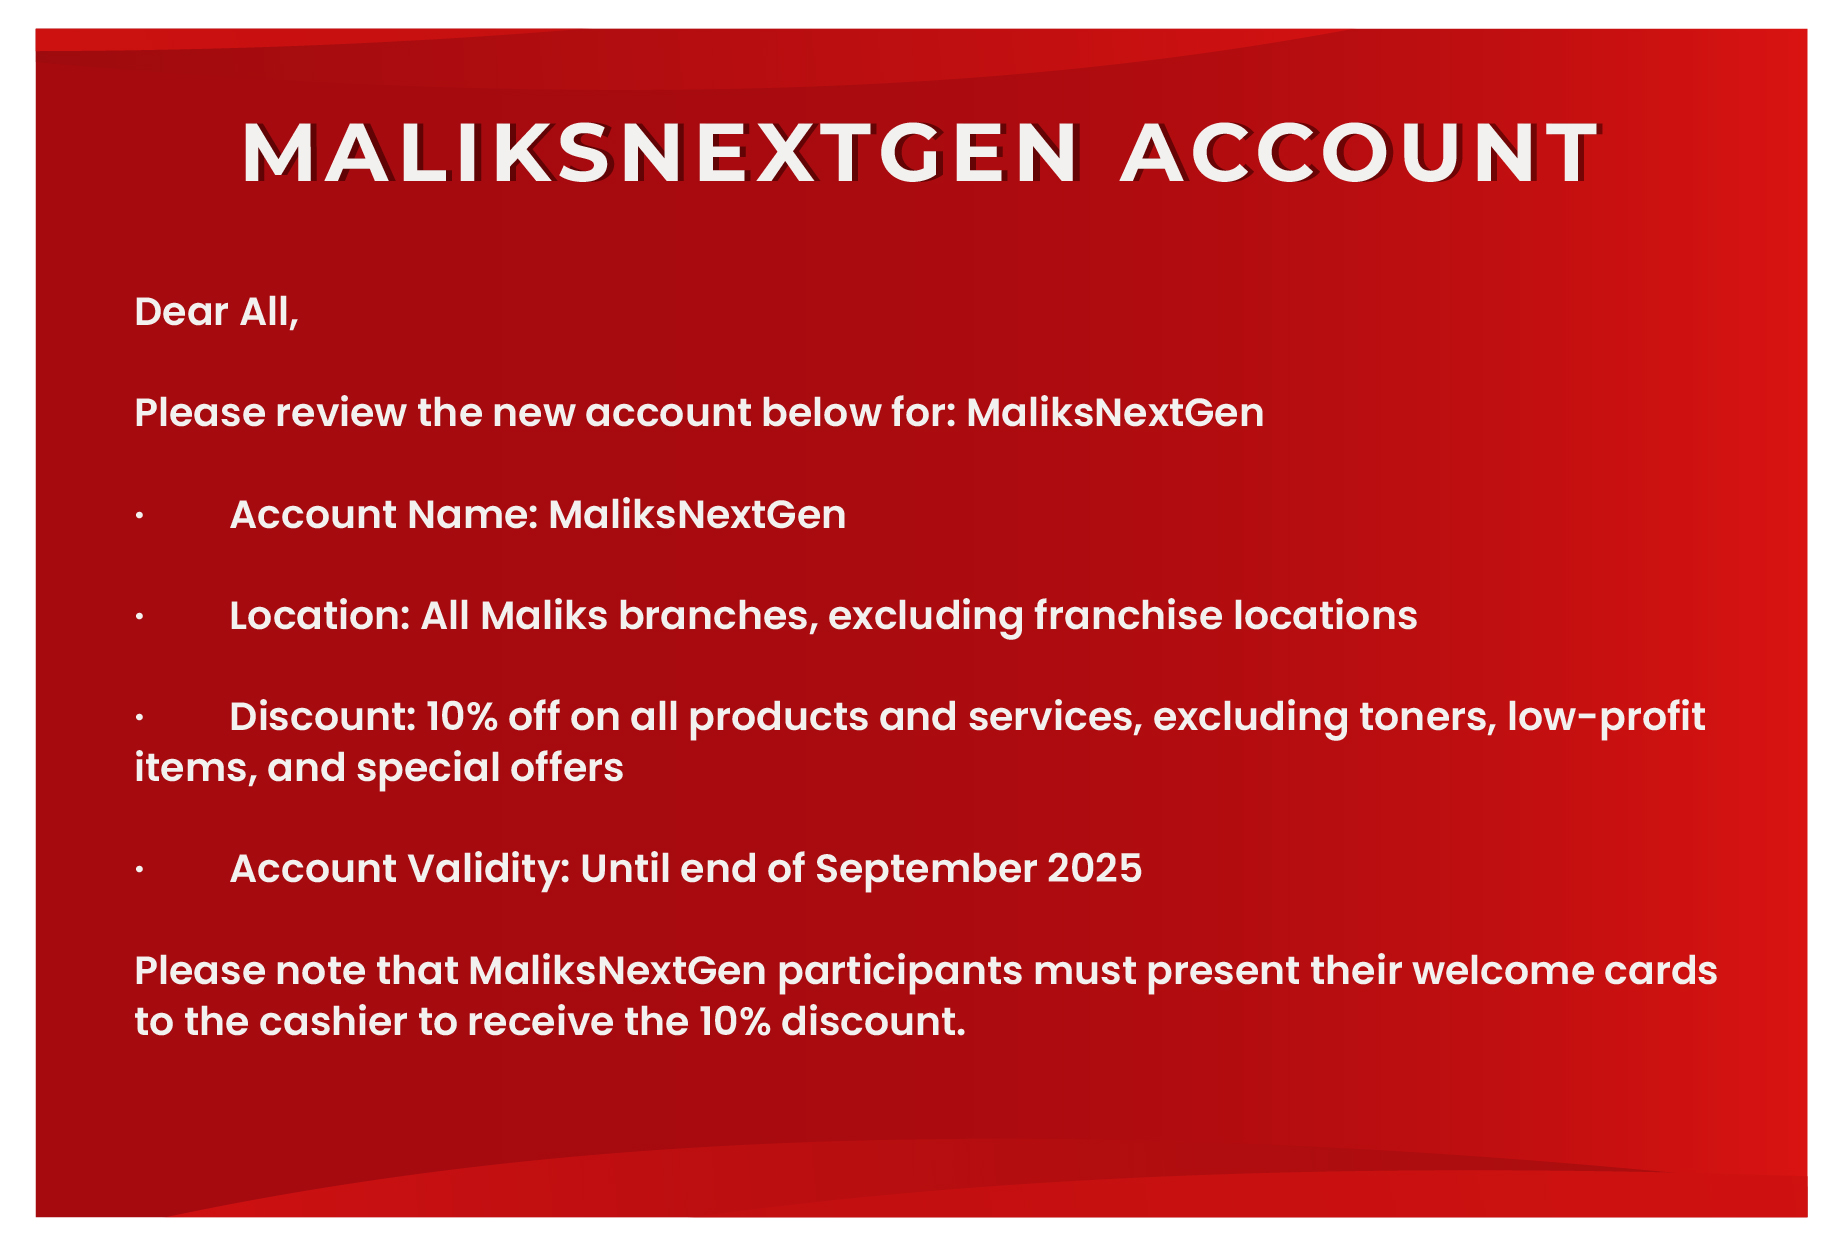 MALIKSNEXTGEN ACCOUNT
Dear All,
Please review the new account below for: MaliksNextGen
· Account Name: MaliksNextGen
· Location: All Maliks branches, excluding franchise locations
· Discount: 10% off on all products and services, excluding toners, low-profit
items, and special offers
· Account Validity: Until end of September 2025
Please note that MaliksNextGen participants must present their welcome cards
to the cashier to receive the 10% discount.